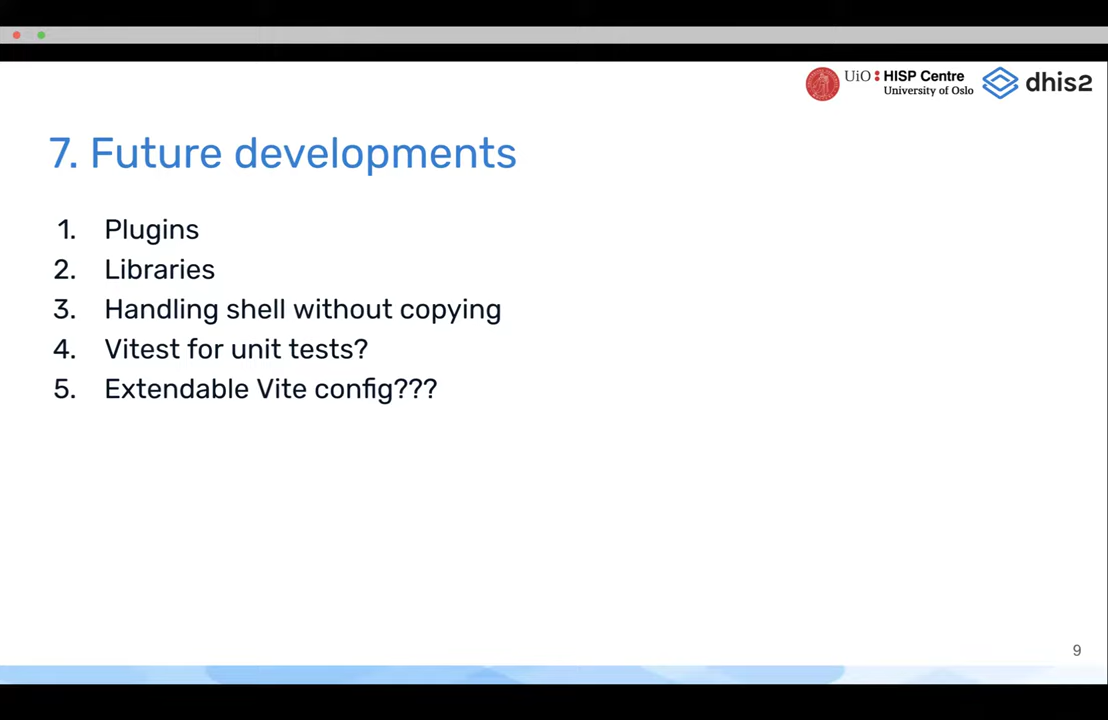 UiO HISP Centre
University of Oslo
dhis2
7. Future developments
1. Plugins
2. Libraries
3. Handling shell without copying
4. Vitest for unit tests?
5. Extendable Vite config???
9